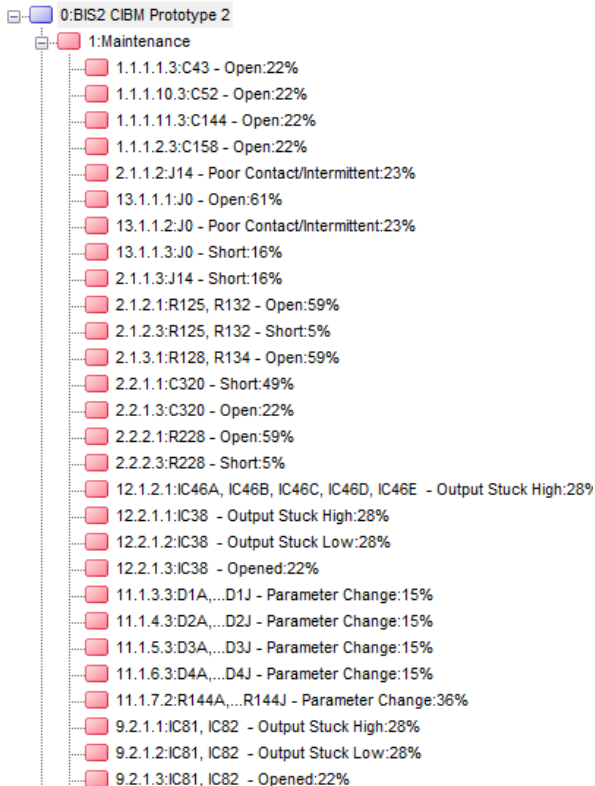 0:BIS2 CIBM Prototype 2
1:Maintenance
1.1.1.1.3:C43 - Open:22%
1.1.1.10.3:C52 - Open:22%
1.1.1.11.3:C144 - Open:22%
1.1.1.2.3:C158 - Open:22%
2.1.1.2:J14 - Poor Contact/Intermittent:23%
13.1.1.1:J0 - Open:61%
13.1.1.2:J0 - Poor Contact/Intermittent:23%
13.1.1.3:J0 - Short:16%
2.1.1.3:J14 - Short:16%
2.1.2.1:R125, R132 - Open:59%
2.1.2.3:R125, R132 - Short:5%
2.1.3.1:R128, R134 - Open:59%
2.2.1.1:C320 - Short:49%
2.2.1.3:C320 - Open:22%
2.2.2.1:R228 - Open:59%
2.2.2.3:R228 - Short:5%
12.1.2.1:IC46A, IC46B, IC46C, IC46D, IC46E  - Output Stuck High:28%
12.2.1.1:IC38  - Output Stuck High:28%
12.2.1.2:IC38  - Output Stuck Low:28%
12.2.1.3:IC38  - Opened:22%
11.1.3.3:D1A,...D1J - Parameter Change:15%
11.1.4.3:D2A,...D2J - Parameter Change:15%
11.1.5.3:D3A,...D3J - Parameter Change:15%
11.1.6.3:D4A,...D4J - Parameter Change:15%
11.1.7.2:R144A,...R144J - Parameter Change:36%
9.2.1.1:IC81, IC82  - Output Stuck High:28%
9.2.1.2:IC81, IC82  - Output Stuck Low:28%
9.2.1.3:IC81, IC82  - Opened:22%